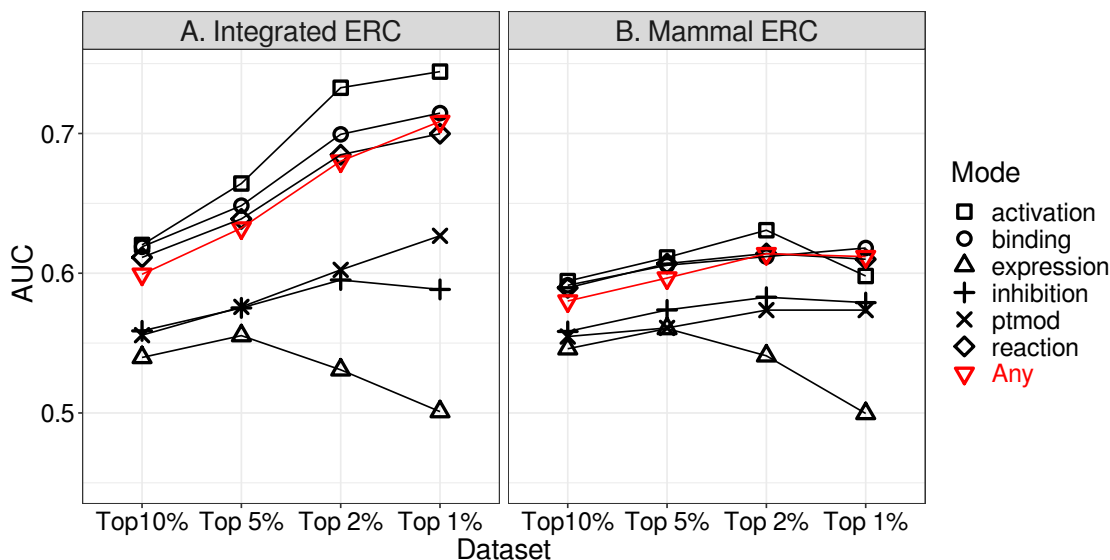 A. Integrated ERC
B. Mammal ERC
AUC
0.7
0.6
0.5
Top10% Top 5% Top 2% Top 1%
Top10% Top 5% Top 2% Top 1%
Dataset
Mode
activation
binding
expression
inhibition
ptmod
reaction
Any